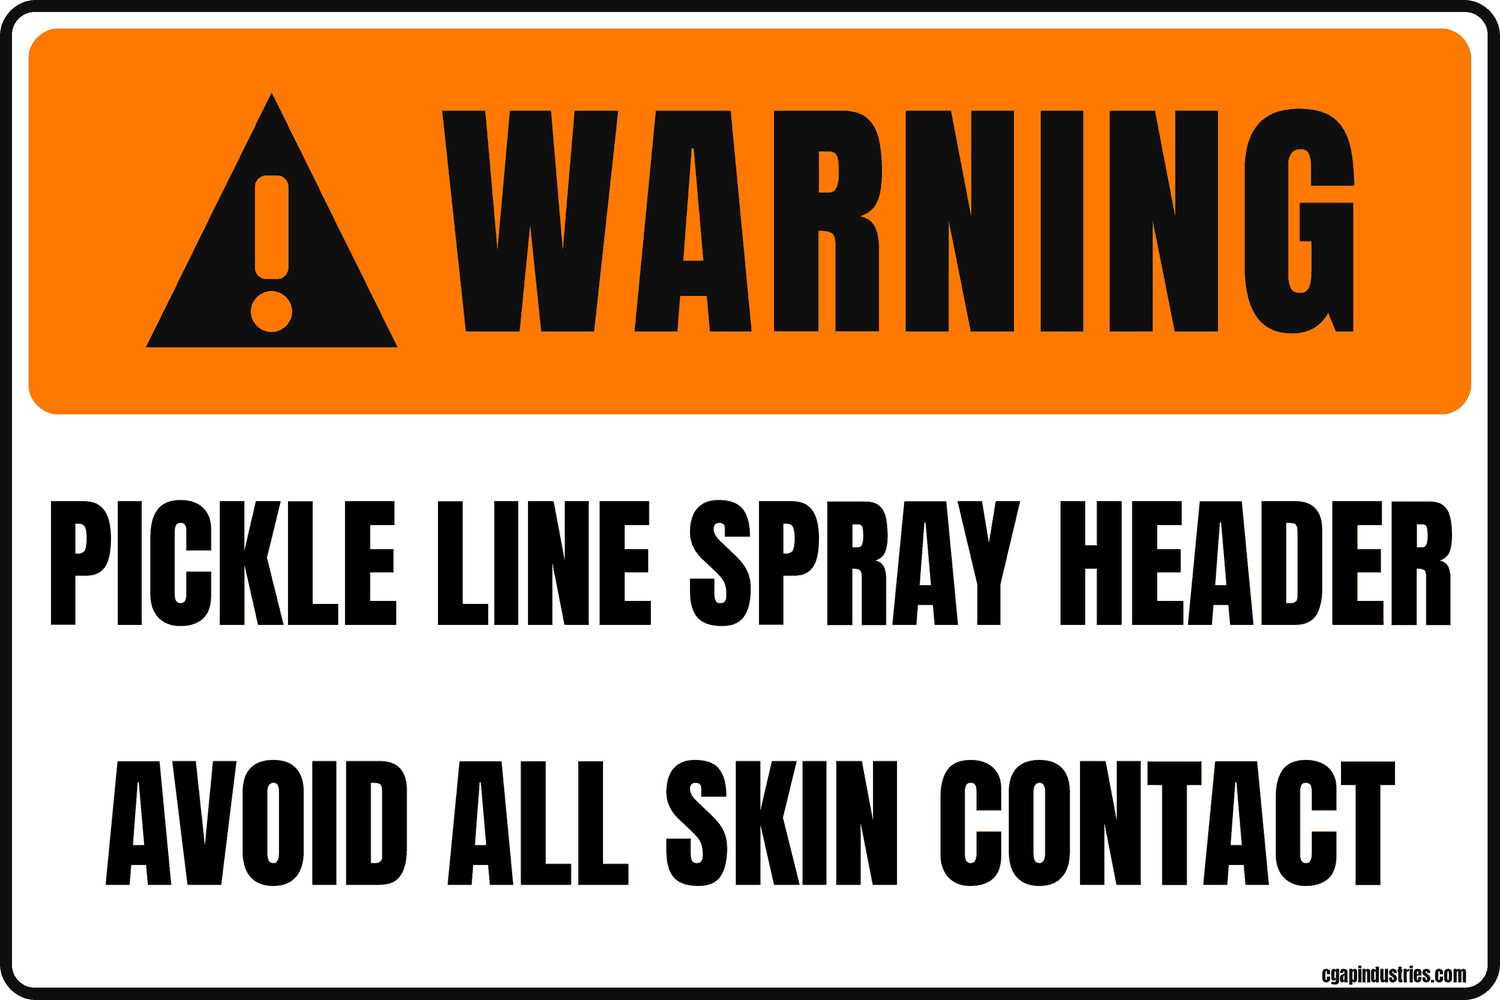 WARNING
PICKLE LINE SPRAY HEADER
AVOID ALL SKIN CONTACT
cgapindustries.com